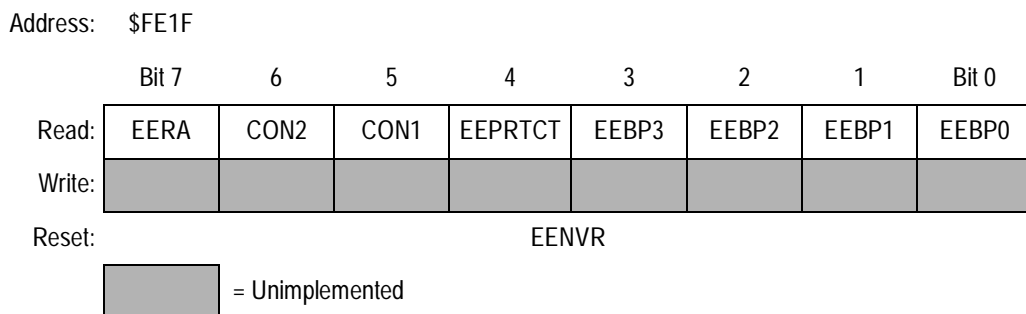 Address: $FE1F
Bit 7 6 5 4 3 2 1 Bit 0
Read: EERA CON2 CON1 EEPRTCT EEBP3 EEBP2 EEBP1 EEBP0
Write:
Reset: EENVR
= Unimplemented